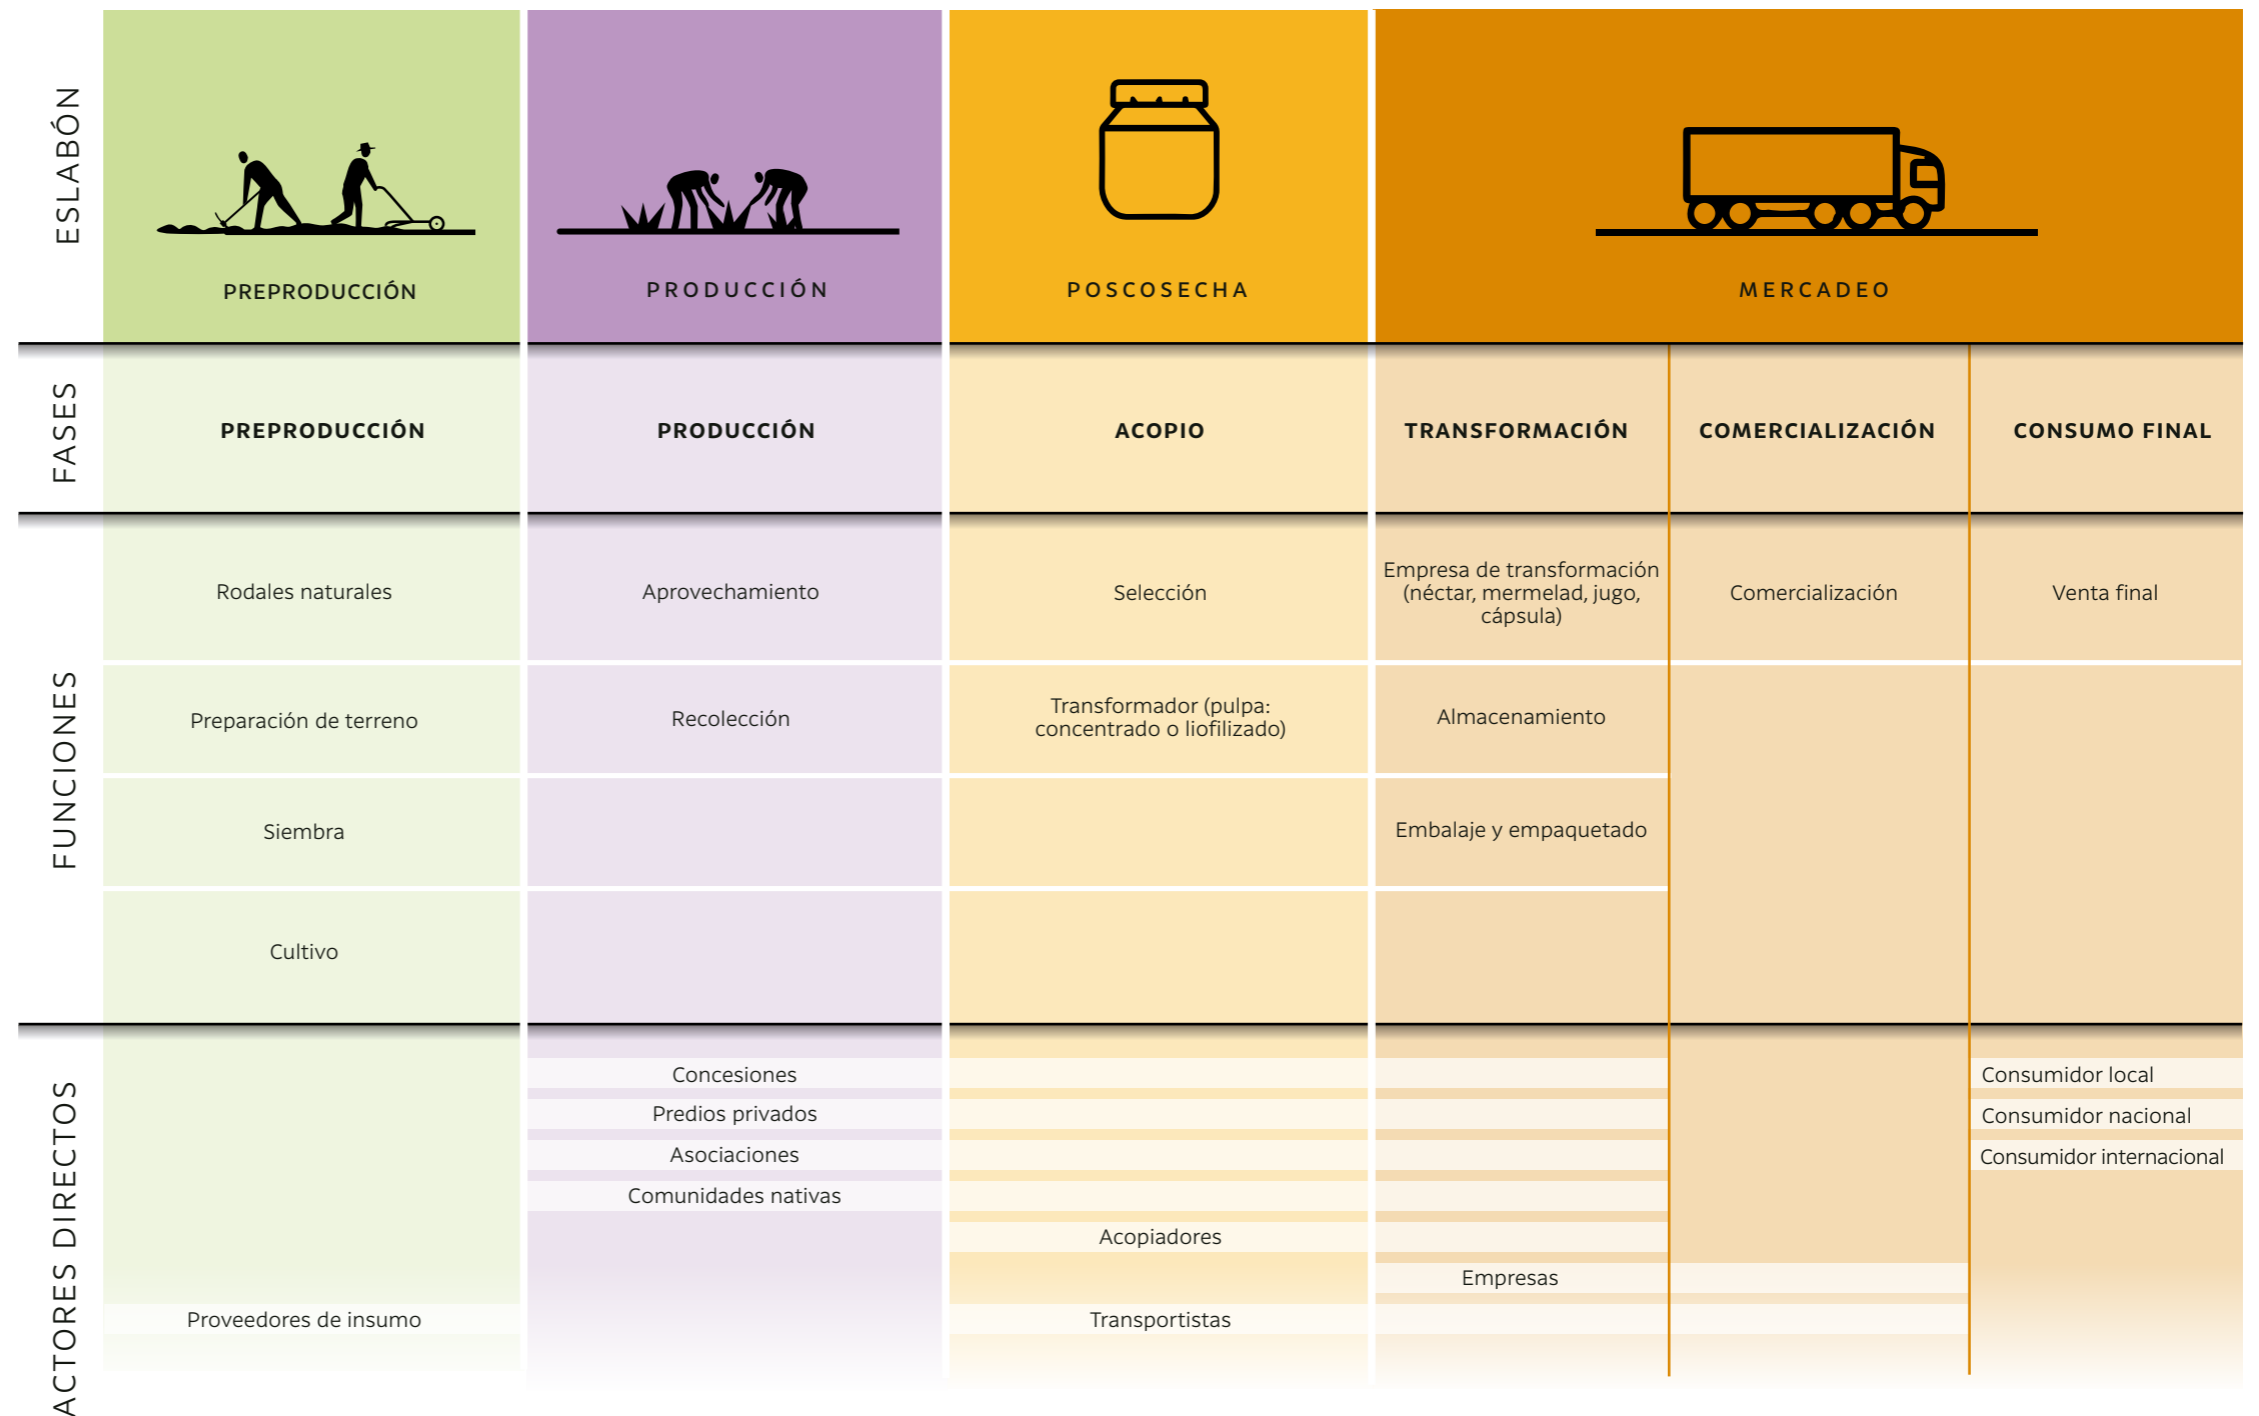 ESLABÓN
PREPRODUCCIÓN
PRODUCCIÓN
POSCOSECHA
MERCADEO
FASES
PREPRODUCCIÓN
PRODUCCIÓN
ACOPIO
TRANSFORMACIÓN
COMERCIALIZACIÓN
CONSUMO FINAL
FUNCIONES
Rodales naturales
Aprovechamiento
Selección
Empresa de transformación
(néctar, mermelad, jugo,
cápsula)
Comercialización
Venta final
Preparación de terreno
Recolección
Transformador (pulpa:
concentrado o liofilizado)
Almacenamiento
Siembra
Embalaje y empaquetado
Cultivo
ACTORES DIRECTOS
Concesiones
Consumidor local
Predios privados
Consumidor nacional
Asociaciones
Consumidor internacional
Comunidades nativas
Acopiadores
Empresas
Proveedores de insumo
Transportistas